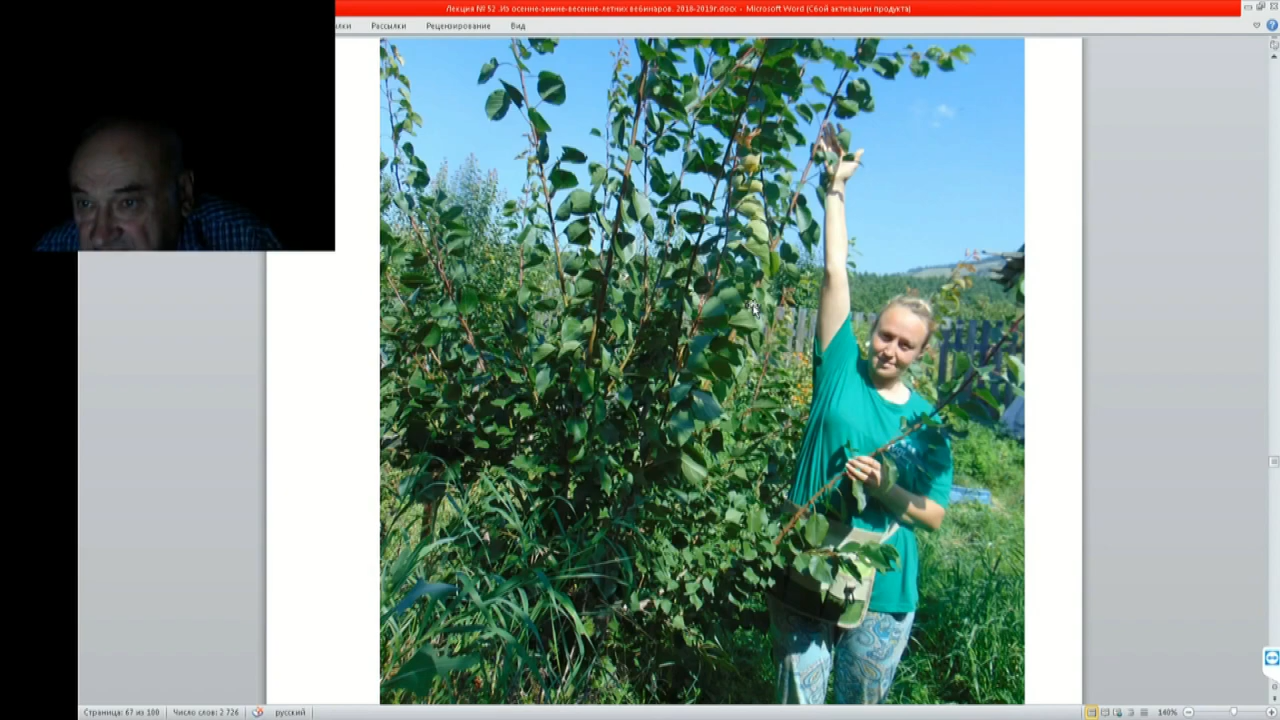 Лекция № 52 .Из осенне-зимне-весенне-летних вебинаров. 2018-2019г.docx - Microsoft Word (Сбой активации продукта)
лки Рассылки Рецензирование Вид
Страница: 67 из 100 Число слов: 2 726 русский 140%